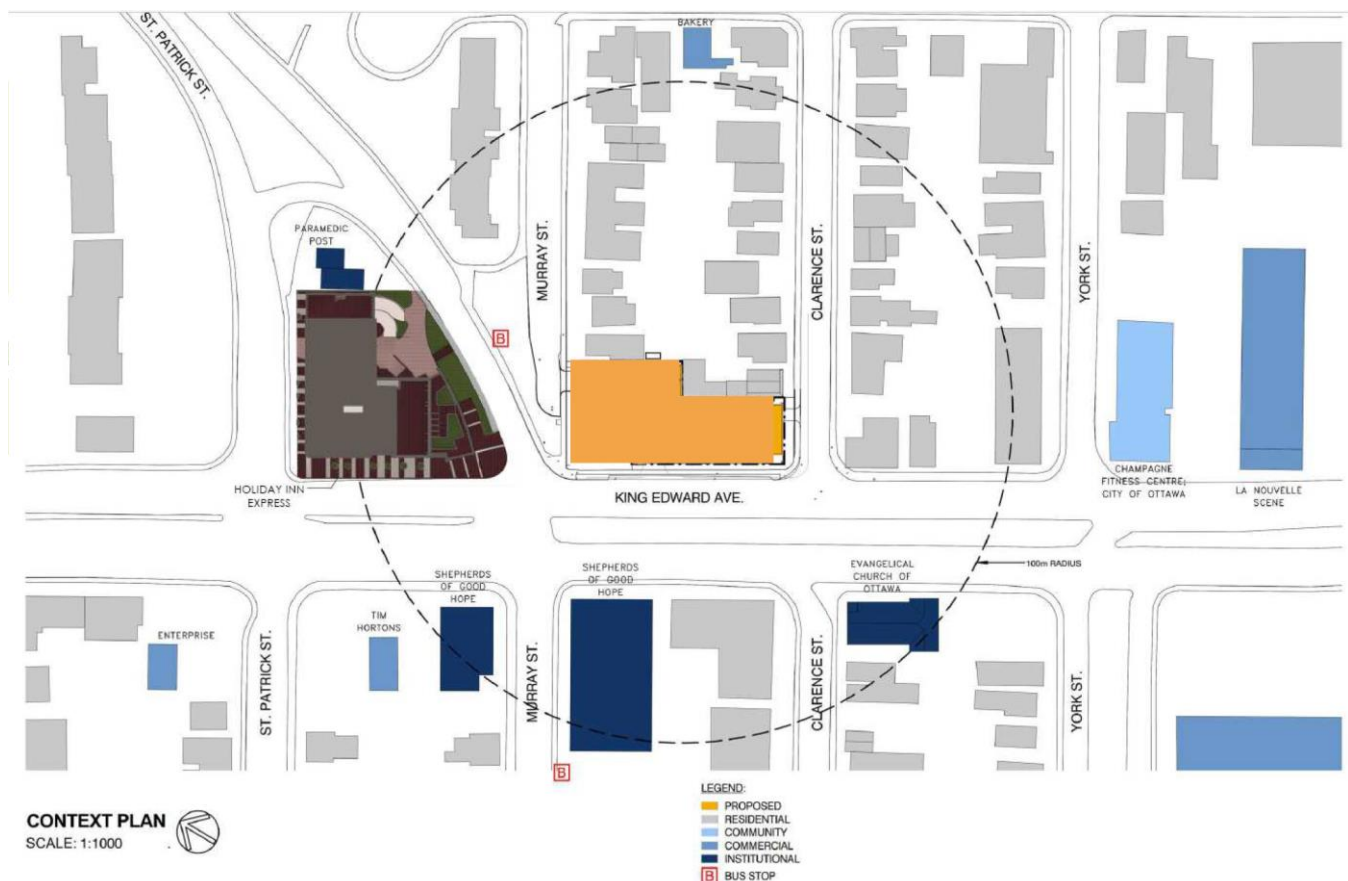 ST. PATRICK ST.
BAKERY
PARAMEDIC
POST
B
MURRAY ST.
CLARENCE ST.
YORK ST.
HOLIDAY INN
EXPRESS
KING EDWARD AVE.
CHAMPAGNE
FITNESS CENTRE;
CITY OF OTTAWA
LA NOUVELLE
SCENE
100m RADIUS
SHEPHERDS
OF GOOD
HOPE
SHEPHERDS
OF GOOD
HOPE
EVANGELICAL
CHURCH OF
OTTAWA
TIM
HORTONS
ENTERPRISE
ST. PATRICK ST.
MURRAY ST.
CLARENCE ST.
YORK ST.
B
CONTEXT PLAN
SCALE: 1:1000
LEGEND:
PROPOSED
RESIDENTIAL
COMMUNITY
COMMERCIAL
INSTITUTIONAL
B BUS STOP